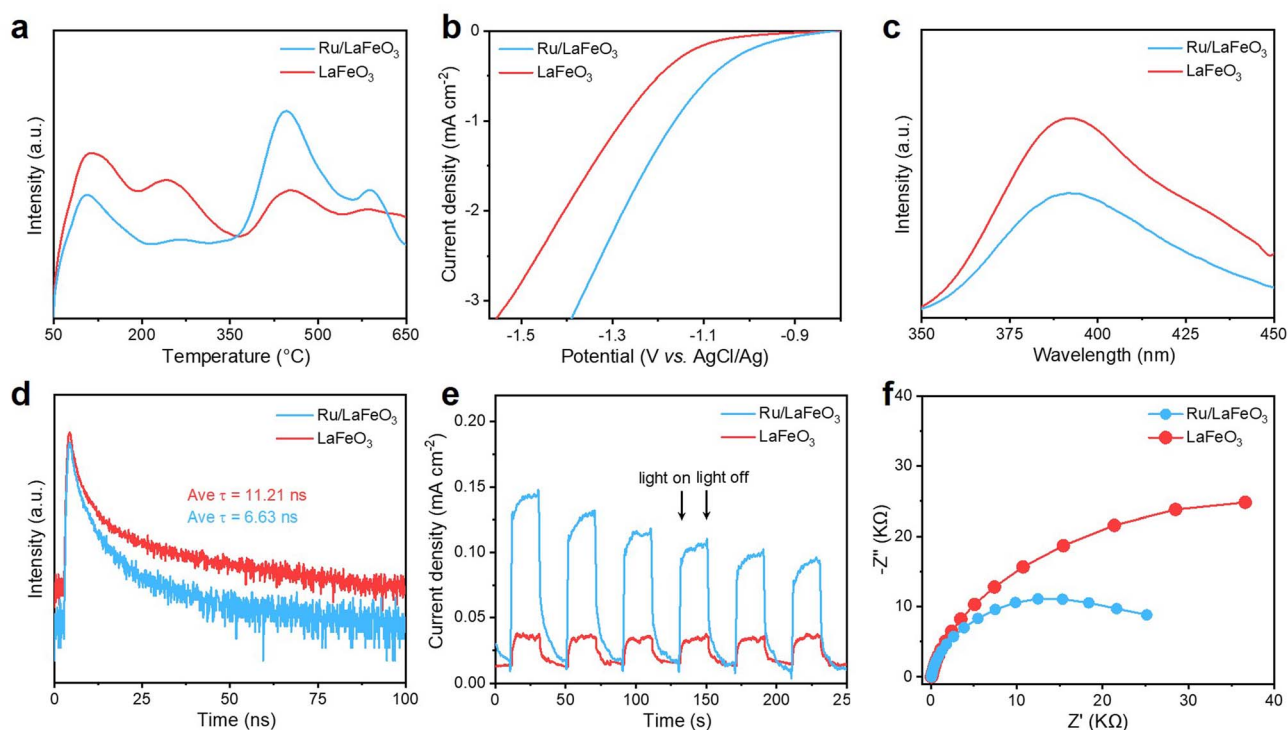 a
Ru/LaFeO₃
LaFeO₃
Intensity (a.u.)
50 200 350 500 650
Temperature (°C)
b
Ru/LaFeO₃
LaFeO₃
Current density (mA cm⁻²)
0
-1
-2
-3
-1.5 -1.3 -1.1 -0.9
Potential (V vs. AgCl/Ag)
c
Ru/LaFeO₃
LaFeO₃
Intensity (a.u.)
350 375 400 425 450
Wavelength (nm)
d
Ru/LaFeO₃
LaFeO₃
Ave τ = 11.21 ns
Ave τ = 6.63 ns
Intensity (a.u.)
0 25 50 75 100
Time (ns)
e
Ru/LaFeO₃
LaFeO₃
light on light off
Current density (mA cm⁻²)
0.20
0.15
0.10
0.05
0.00
0 50 100 150 200 250
Time (s)
f
Ru/LaFeO₃
LaFeO₃
-Z'' (KΩ)
40
30
20
10
0
0 10 20 30 40
Z' (KΩ)